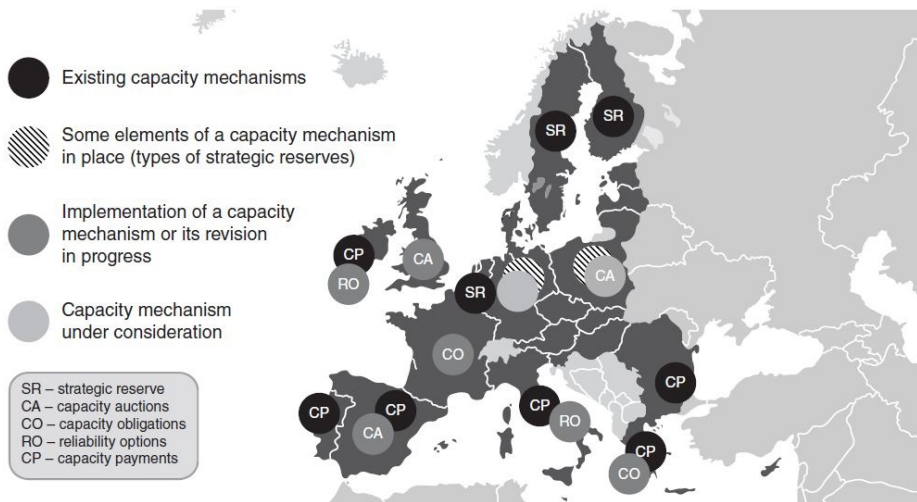 Existing capacity mechanisms
Some elements of a capacity mechanism
in place (types of strategic reserves)
Implementation of a capacity
mechanism or its revision
in progress
Capacity mechanism
under consideration
SR – strategic reserve
CA – capacity auctions
CO – capacity obligations
RO – reliability options
CP – capacity payments
SR
SR
CP
RO
CA
SR
CA
CO
CP
CP
CA
CP
RO
CP
CP
CO